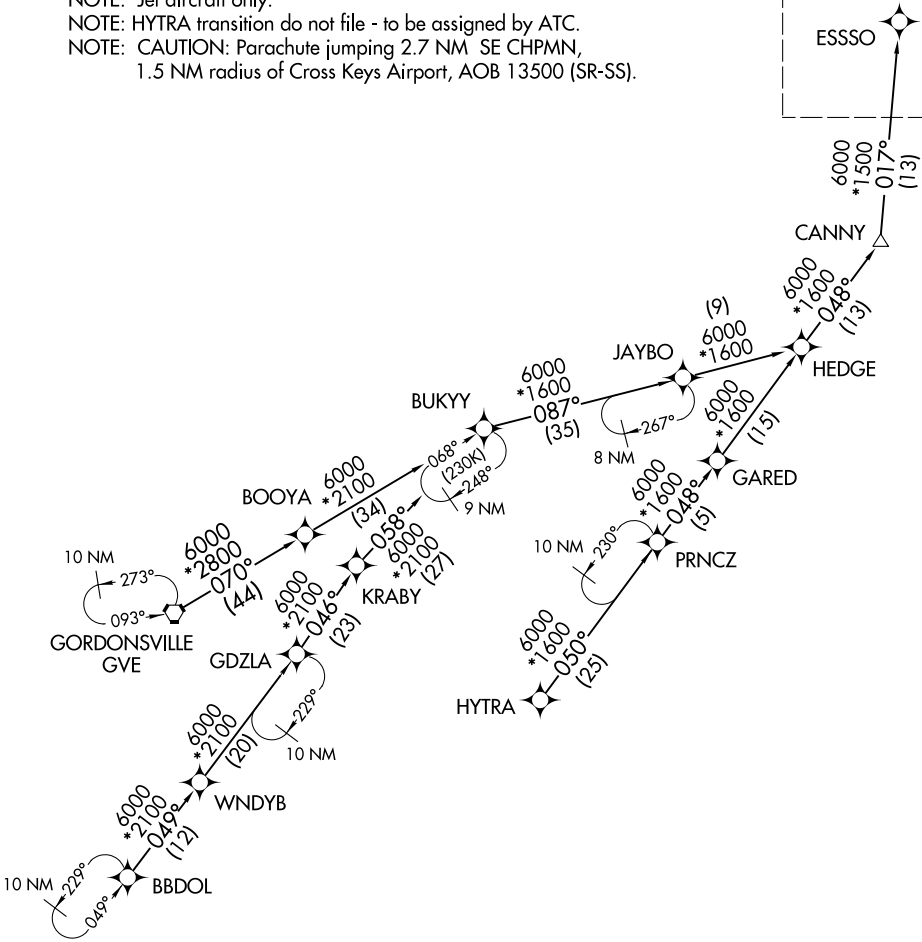 NOTE: Jet aircraft only.
NOTE: HYTRA transition do not file - to be assigned by ATC.
NOTE: CAUTION: Parachute jumping 2.7 NM SE CHPMN,
1.5 NM radius of Cross Keys Airport, AOB 13500 (SR-SS).
ESSSO
6000
*1500
017°
(13)
CANNY
6000
*1600
048°
(13)
HEDGE
(9)
6000
*1600
JAYBO
267°
8 NM
6000
*1600
087°
(35)
BUKYY
068°
(230K)
248°
9 NM
6000
*1600
(15)
GARED
6000
*1600
048°
(5)
PRNCZ
230°
10 NM
6000
*1600
050°
(25)
HYTRA
BOOYA
6000
*2100
(34)
058°
6000
*2100
(27)
KRABY
10 NM
273°
093°
GORDONSVILLE
GVE
6000
*2800
070°
(44)
6000
*2100
046°
(23)
GDZLA
229°
10 NM
6000
*2100
(20)
WNDYB
6000
*2100
049°
(12)
BBDOL
10 NM
229°
049°